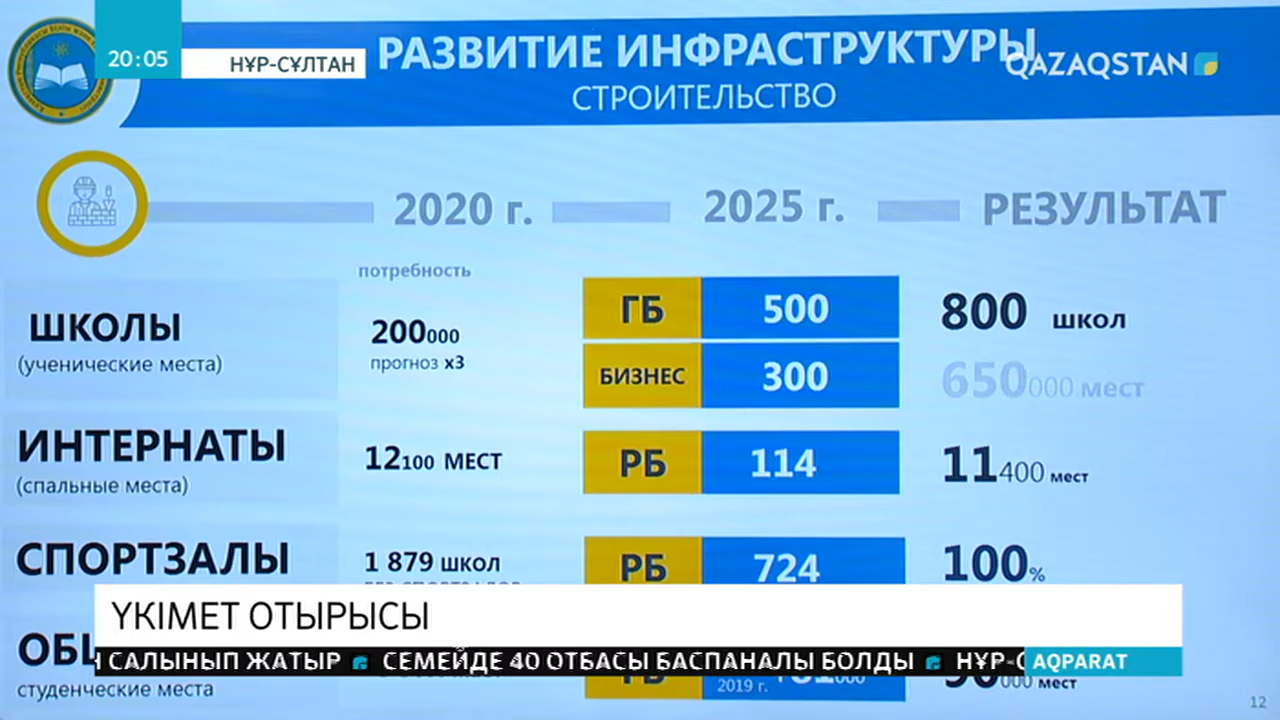 20:05
НҰР-СҰЛТАН
РАЗВИТИЕ ИНФРАСТРУКТУРЫ
QAZAQSTAN
СТРОИТЕЛЬСТВО
2020 г.
2025 г.
РЕЗУЛЬТАТ
потребность
ШКОЛЫ
(ученические места)
200000
прогноз х3
ГБ 500
БИЗНЕС 300
800 школ
650000 мест
ИНТЕРНАТЫ
(спальные места)
12100 МЕСТ
РБ 114
11400 мест
СПОРТЗАЛЫ
1 879 школ
РБ 724
100%
ҮКІМЕТ ОТЫРЫСЫ
САЛЫНЫП ЖАТЫР СЕМЕЙДЕ 40 ОТБАСЫ БАСПАНАЛЫ БОЛДЫ
AQPARAT
студенческие места
2019 г.
000 мест
12